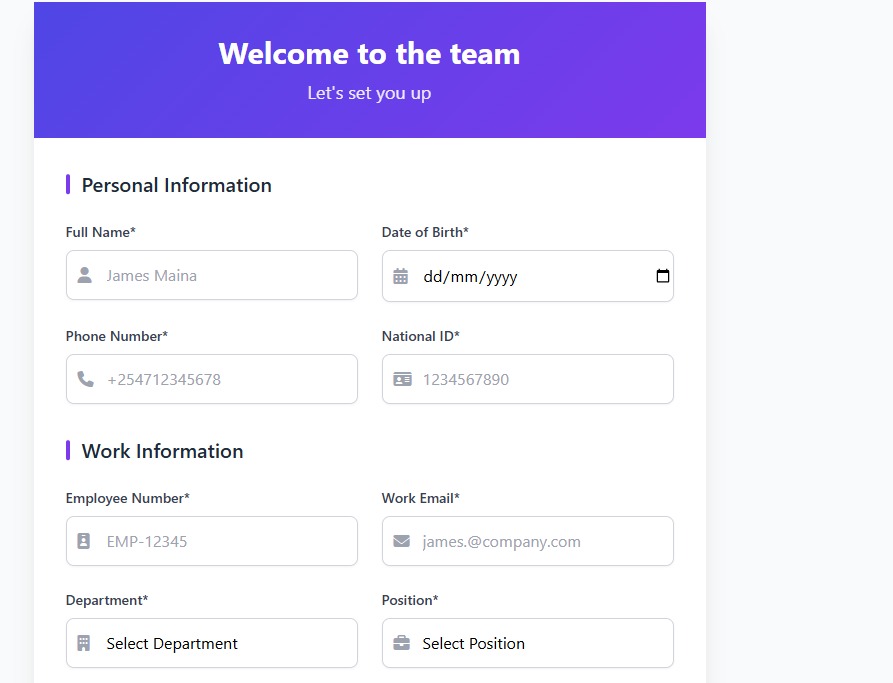 Welcome to the team
Let's set you up
Personal Information
Full Name* Date of Birth*
James Maina dd/mm/yyyy
Phone Number* National ID*
+254712345678 1234567890
Work Information
Employee Number* Work Email*
EMP-12345 james.@company.com
Department* Position*
Select Department Select Position